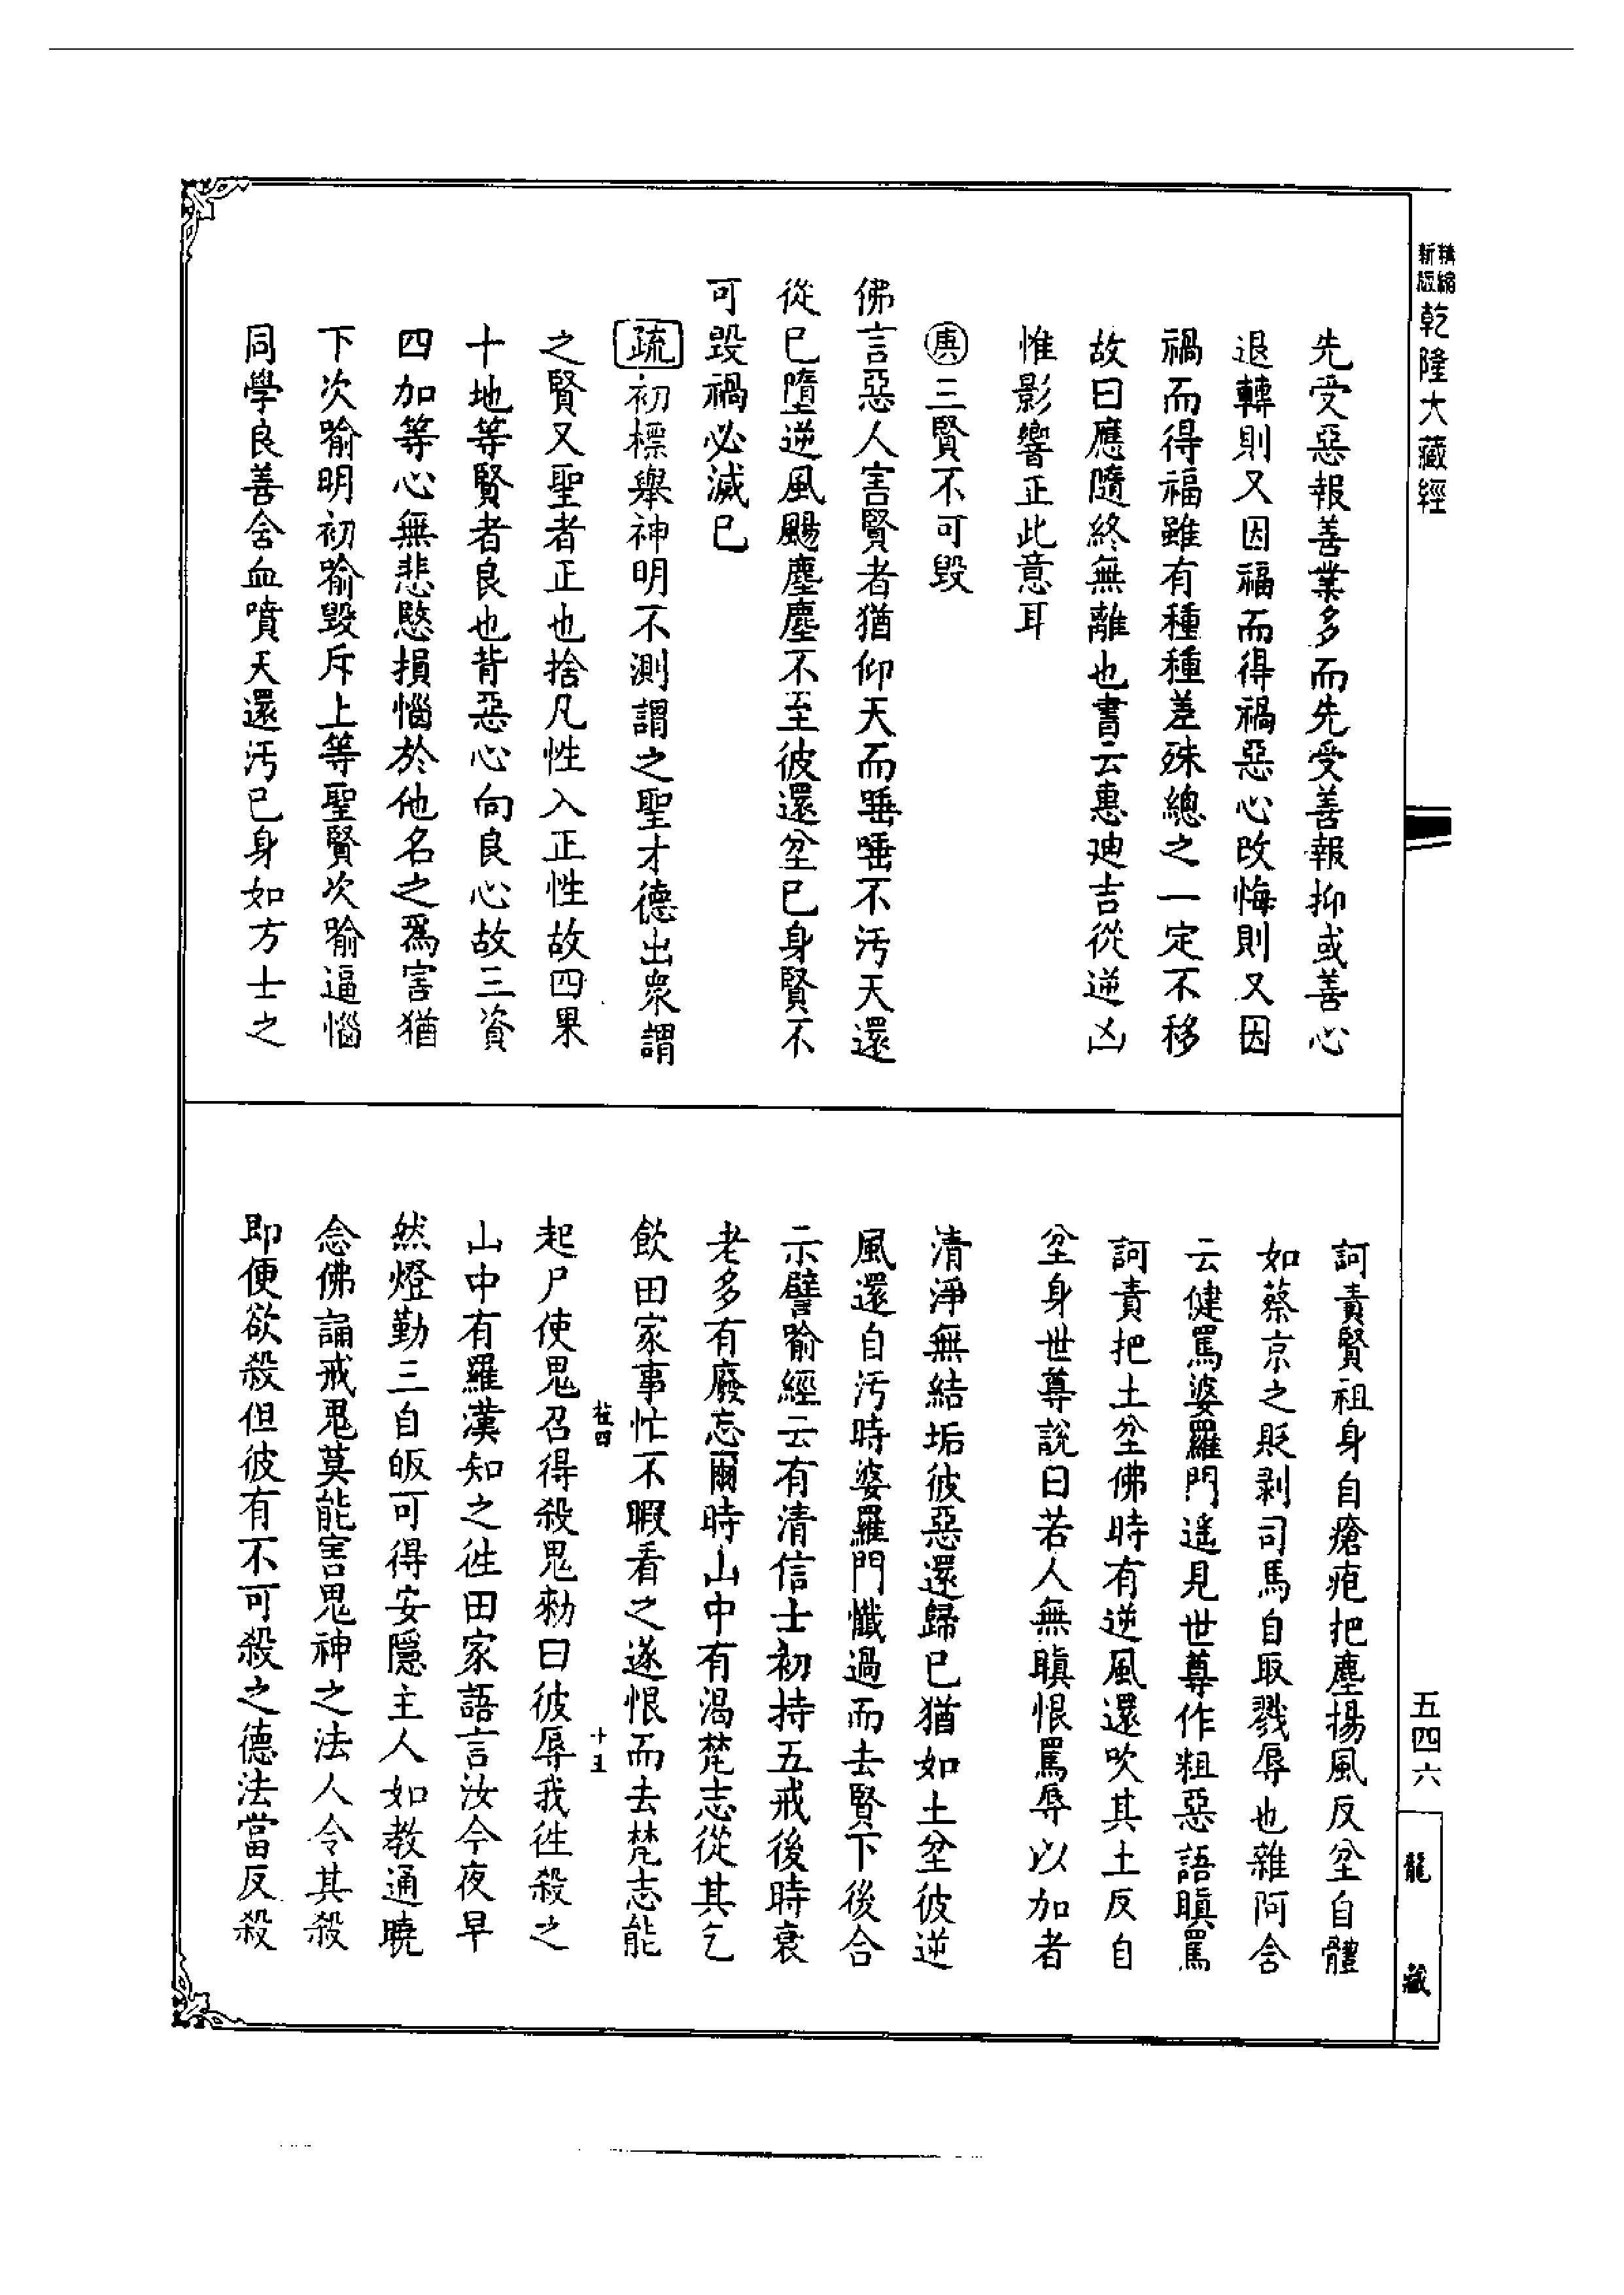 精縮新版乾隆大藏經
先受惡報善業多而先受善報抑或善心
退轉則又因福而得禍惡心改悔則又因
禍而得福雖有種種差殊總之一定不移
故曰應隨終無離也書云惠迪吉從逆凶
惟影響正此意耳
庚三賢不可毀
佛言惡人害賢者猶仰天而唾唾不汚天還
從已墮逆風颺塵塵不至彼還坌已身賢不
可毀禍必滅已
疏初標舉神明不測謂之聖才德出衆謂
之賢又聖者正也捨凡性入正性故四果
十地等賢者良也背惡心向良心故三資
四加等心無悲愍損惱於他名之爲害猶
下次喻明初喻毀斥上等聖賢次喻逼惱
同學良善含血噴天還汚已身如方士之
訶責賢祖身自瘡疱把塵揚風反坌自體
如蔡京之貶剥司馬自取戮辱也雜阿含
云健罵婆羅門遙見世尊作粗惡語瞋罵
訶責把土坌佛時有逆風還吹其土反自
坌身世尊說曰若人無瞋恨罵辱以加者
清淨無結垢彼惡還歸已猶如土坌彼逆
風還自汚時婆羅門懺過而去賢下後合
示譬喻經云有清信士初持五戒後時衰
老多有廢忘爾時山中有渴梵志從其乞
飲田家事忙不暇看之遂恨而去梵志能
起尸使鬼召得殺鬼勑曰彼辱我徃殺之
山中有羅漢知之徃田家語言汝今夜早
然燈勤三自皈可得安隱主人如教通曉
念佛誦戒鬼莫能害鬼神之法人令其殺
即便欲殺但彼有不可殺之德法當反殺
五四六
龍藏